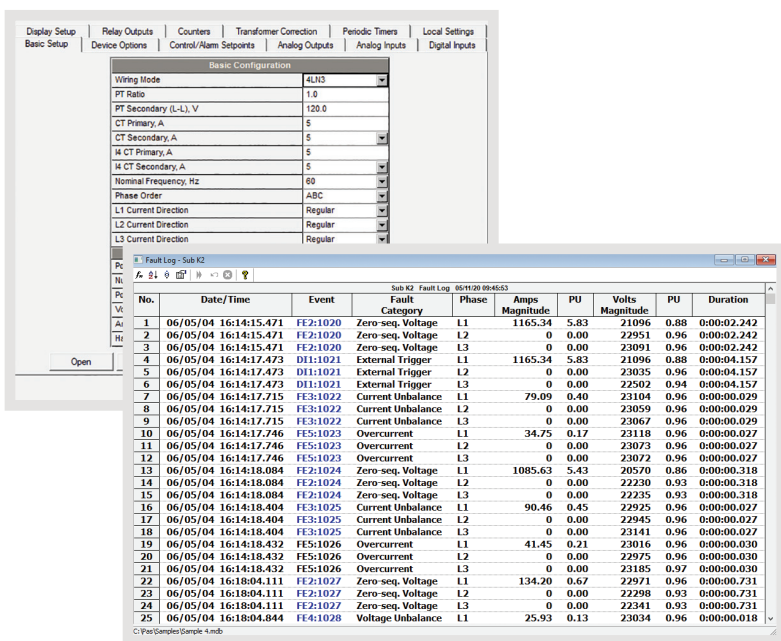 Display Setup Relay Outputs Counters Transformer Correction Periodic Timers Local Settings
Basic Setup Device Options Control/Alarm Setpoints Analog Outputs Analog Inputs Digital Inputs
Basic Configuration
Wiring Mode 4LN3
PT Ratio 1.0
PT Secondary (L-L), V 120.0
CT Primary, A 5
CT Secondary, A 5
I4 CT Primary, A 5
I4 CT Secondary, A 5
Nominal Frequency, Hz 60
Phase Order ABC
L1 Current Direction Regular
L2 Current Direction Regular
L3 Current Direction Regular
Open
Fault Log - Sub K2
Sub K2 Fault Log 05/11/20 09:45:53
No. Date/Time Event Fault Category Phase Amps Magnitude PU Volts Magnitude PU Duration
1 06/05/04 16:14:15.471 FE2:1020 Zero-seq. Voltage L1 1165.34 5.83 21096 0.88 0:00:02.242
2 06/05/04 16:14:15.471 FE2:1020 Zero-seq. Voltage L2 0 0.00 22951 0.96 0:00:02.242
3 06/05/04 16:14:15.471 FE2:1020 Zero-seq. Voltage L3 0 0.00 23091 0.96 0:00:02.242
4 06/05/04 16:14:17.473 DI1:1021 External Trigger L1 1165.34 5.83 21096 0.88 0:00:04.157
5 06/05/04 16:14:17.473 DI1:1021 External Trigger L2 0 0.00 23035 0.96 0:00:04.157
6 06/05/04 16:14:17.473 DI1:1021 External Trigger L3 0 0.00 22502 0.94 0:00:04.157
7 06/05/04 16:14:17.715 FE3:1022 Current Unbalance L1 79.09 0.40 23104 0.96 0:00:00.029
8 06/05/04 16:14:17.715 FE3:1022 Current Unbalance L2 0 0.00 23059 0.96 0:00:00.029
9 06/05/04 16:14:17.715 FE3:1022 Current Unbalance L3 0 0.00 23067 0.96 0:00:00.029
10 06/05/04 16:14:17.746 FE5:1023 Overcurrent L1 34.75 0.17 23118 0.96 0:00:00.027
11 06/05/04 16:14:17.746 FE5:1023 Overcurrent L2 0 0.00 23073 0.96 0:00:00.027
12 06/05/04 16:14:17.746 FE5:1023 Overcurrent L3 0 0.00 23072 0.96 0:00:00.027
13 06/05/04 16:14:18.084 FE2:1024 Zero-seq. Voltage L1 1085.63 5.43 20570 0.86 0:00:00.318
14 06/05/04 16:14:18.084 FE2:1024 Zero-seq. Voltage L2 0 0.00 22230 0.93 0:00:00.318
15 06/05/04 16:14:18.084 FE2:1024 Zero-seq. Voltage L3 0 0.00 22235 0.93 0:00:00.318
16 06/05/04 16:14:18.404 FE3:1025 Current Unbalance L1 90.46 0.45 22925 0.96 0:00:00.027
17 06/05/04 16:14:18.404 FE3:1025 Current Unbalance L2 0 0.00 22945 0.96 0:00:00.027
18 06/05/04 16:14:18.404 FE3:1025 Current Unbalance L3 0 0.00 23141 0.96 0:00:00.027
19 06/05/04 16:14:18.432 FE5:1026 Overcurrent L1 41.45 0.21 23016 0.96 0:00:00.030
20 06/05/04 16:14:18.432 FE5:1026 Overcurrent L2 0 0.00 22975 0.96 0:00:00.030
21 06/05/04 16:14:18.432 FE5:1026 Overcurrent L3 0 0.00 23185 0.97 0:00:00.030
22 06/05/04 16:18:04.111 FE2:1027 Zero-seq. Voltage L1 134.20 0.67 22971 0.96 0:00:00.731
23 06/05/04 16:18:04.111 FE2:1027 Zero-seq. Voltage L2 0 0.00 22298 0.93 0:00:00.731
24 06/05/04 16:18:04.111 FE2:1027 Zero-seq. Voltage L3 0 0.00 22341 0.93 0:00:00.731
25 06/05/04 16:18:04.844 FE4:1028 Voltage Unbalance L1 25.93 0.13 23034 0.96 0:00:00.018
C:\Pas\Samples\Sample 4.mdb